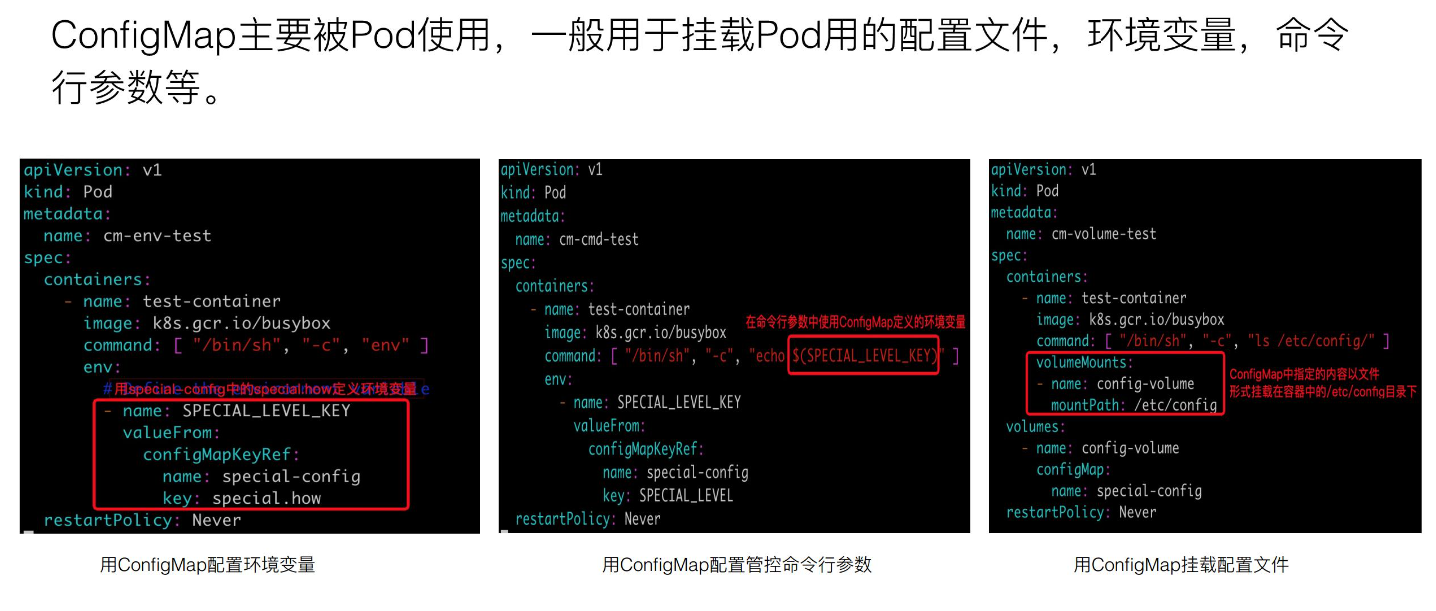 ConfigMap主要被Pod使用，一般用于挂载Pod用的配置文件，环境变量，命令
行参数等。
apiVersion: v1
kind: Pod
metadata:
  name: cm-env-test
spec:
  containers:
    - name: test-container
      image: k8s.gcr.io/busybox
      command: [ "/bin/sh", "-c", "env" ]
      env:
        用special-config中的special.how定义环境变量
        - name: SPECIAL_LEVEL_KEY
          valueFrom:
            configMapKeyRef:
              name: special-config
              key: special.how
  restartPolicy: Never
用ConfigMap配置环境变量
apiVersion: v1
kind: Pod
metadata:
  name: cm-cmd-test
spec:
  containers:
    - name: test-container
      image: k8s.gcr.io/busybox
在命令行参数中使用ConfigMap定义的环境变量
      command: [ "/bin/sh", "-c", "echo $(SPECIAL_LEVEL_KEY)" ]
      env:
        - name: SPECIAL_LEVEL_KEY
          valueFrom:
            configMapKeyRef:
              name: special-config
              key: SPECIAL_LEVEL
  restartPolicy: Never
用ConfigMap配置管控命令行参数
apiVersion: v1
kind: Pod
metadata:
  name: cm-volume-test
spec:
  containers:
    - name: test-container
      image: k8s.gcr.io/busybox
      command: [ "/bin/sh", "-c", "ls /etc/config/" ]
      volumeMounts:
      - name: config-volume
        mountPath: /etc/config
ConfigMap中指定的内容以文件
形式挂载在容器中的/etc/config目录下
  volumes:
    - name: config-volume
      configMap:
        name: special-config
  restartPolicy: Never
用ConfigMap挂载配置文件